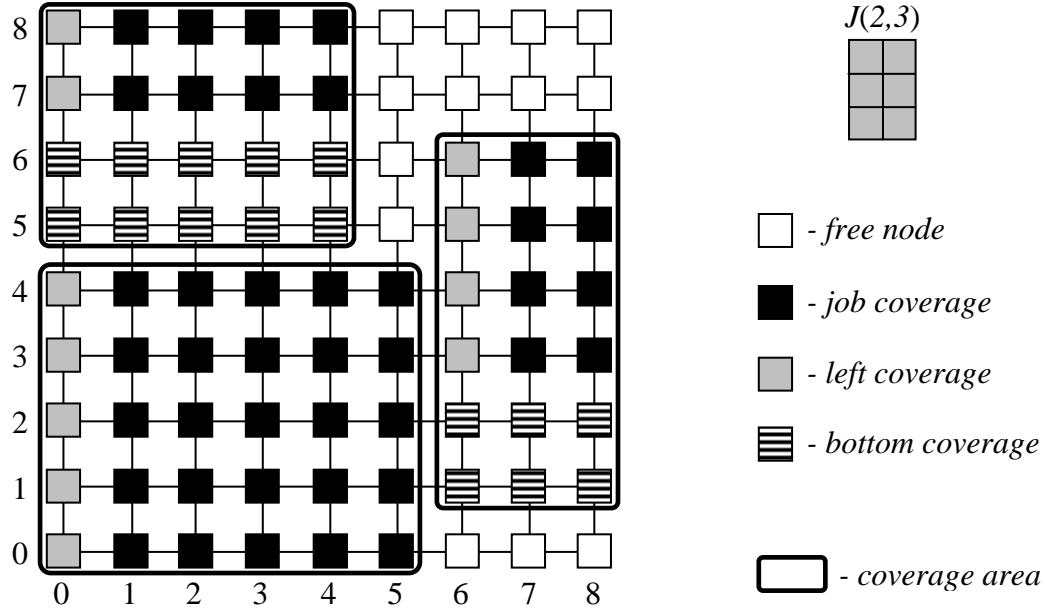 8
7
6
5
4
3
2
1
0
0 1 2 3 4 5 6 7 8
J(2,3)
- free node
- job coverage
- left coverage
- bottom coverage
- coverage area